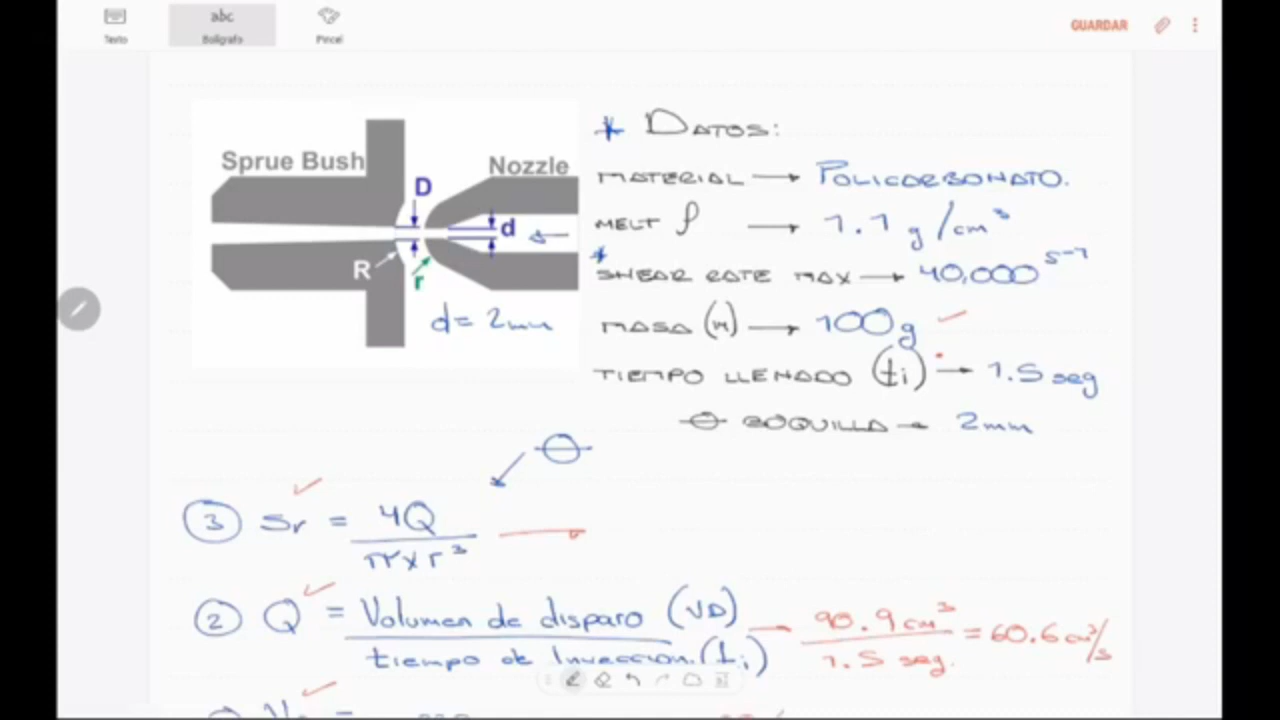 Texto
abc
Bolígrafo
Pincel
GUARDAR
Sprue Bush
Nozzle
D
d
R
r
d = 2mm
* DATOS:
MATERIAL → POLICARBONATO.
MELT ρ → 1.1 g/cm³
* SHEAR RATE MAX → 40,000 s⁻¹
MASA (m) → 100g
TIEMPO LLENADO (ti) → 1.5 seg
⌀ BOQUILLA → 2mm
③ Sr = 4Q
π x r³
② Q = Volumen de disparo (VD) → 90.9 cm³ = 60.6 cm³/s
tiempo de Inyección. (ti) 1.5 seg.